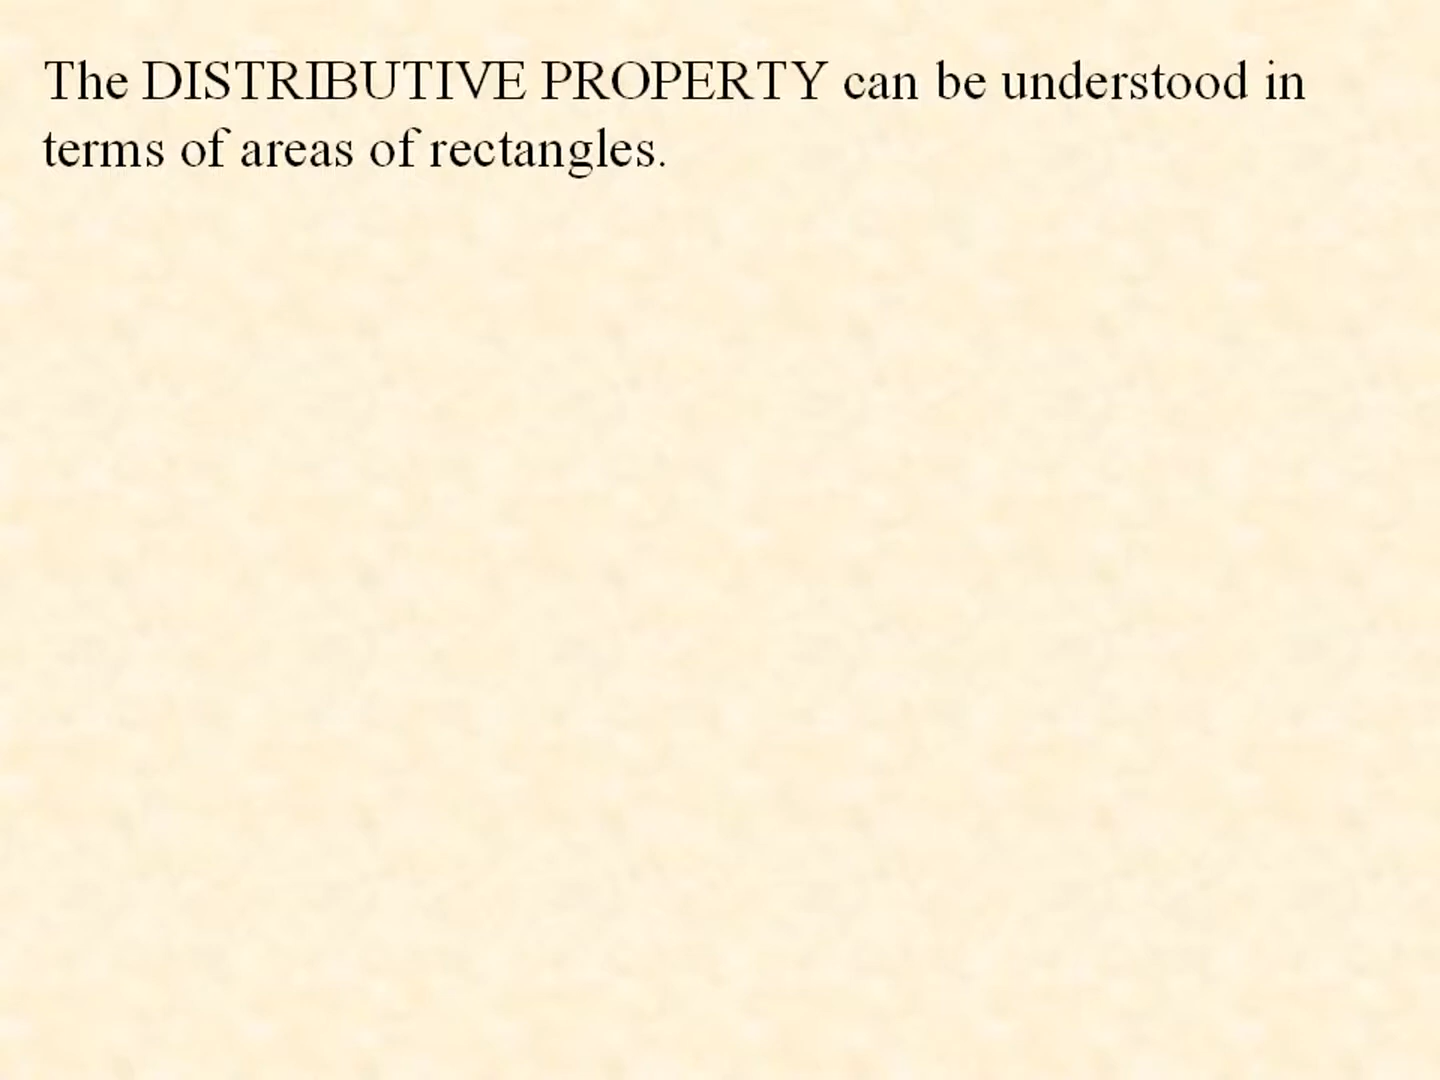 The DISTRIBUTIVE PROPERTY can be understood in
terms of areas of rectangles.